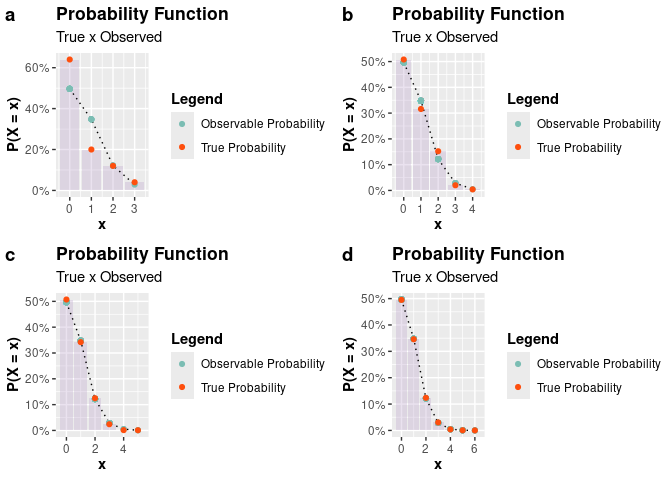 a
Probability Function
True x Observed
60%
40%
20%
0%
P(X = x)
0 1 2 3
x
Legend
Observable Probability
True Probability
b
Probability Function
True x Observed
50%
40%
30%
20%
10%
0%
P(X = x)
0 1 2 3 4
x
Legend
Observable Probability
True Probability
c
Probability Function
True x Observed
50%
40%
30%
20%
10%
0%
P(X = x)
0 2 4
x
Legend
Observable Probability
True Probability
d
Probability Function
True x Observed
50%
40%
30%
20%
10%
0%
P(X = x)
0 2 4 6
x
Legend
Observable Probability
True Probability